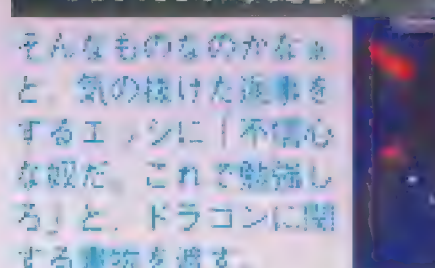 そんなものなのかなぁ
と、気の抜けた返事を
するエッジに「不信心
な奴だ、これで勉強し
ろ」と、ドラゴンに関
する書物を渡す。